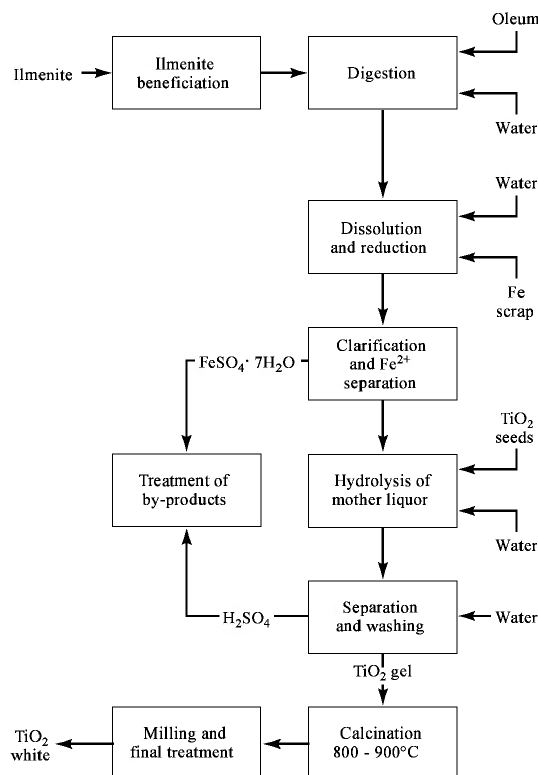 Oleum
Ilmenite
Ilmenite
beneficiation
Digestion
Water
Water
Dissolution
and reduction
Fe
scrap
Clarification
and Fe²⁺
separation
FeSO₄· 7H₂O
TiO₂
seeds
Treatment of
by-products
Hydrolysis of
mother liquor
Water
H₂SO₄
Separation
and washing
Water
TiO₂ gel
TiO₂
white
Milling and
final treatment
Calcination
800 - 900°C